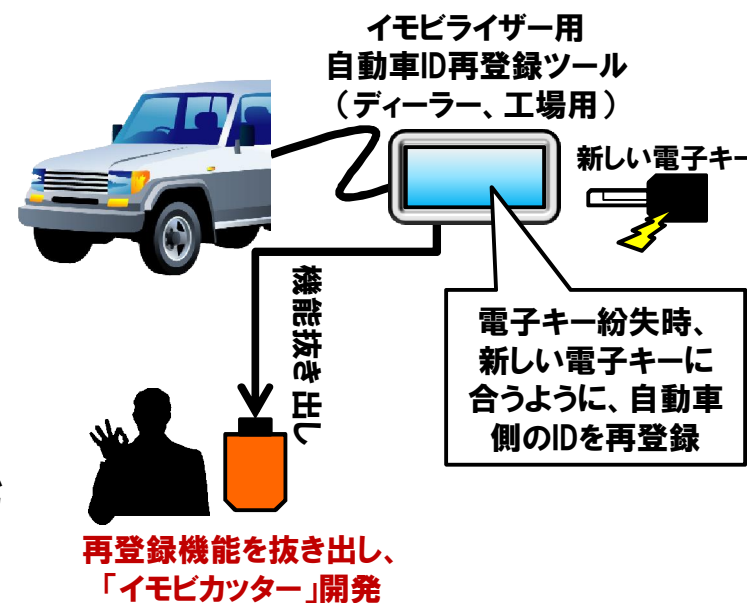 イモビライザー用
自動車ID再登録ツール
（ディーラー、工場用）
新しい電子キー
機能抜き出し
電子キー紛失時、
新しい電子キーに
合うように、自動車
側のIDを再登録
再登録機能を抜き出し、
「イモビカッター」開発